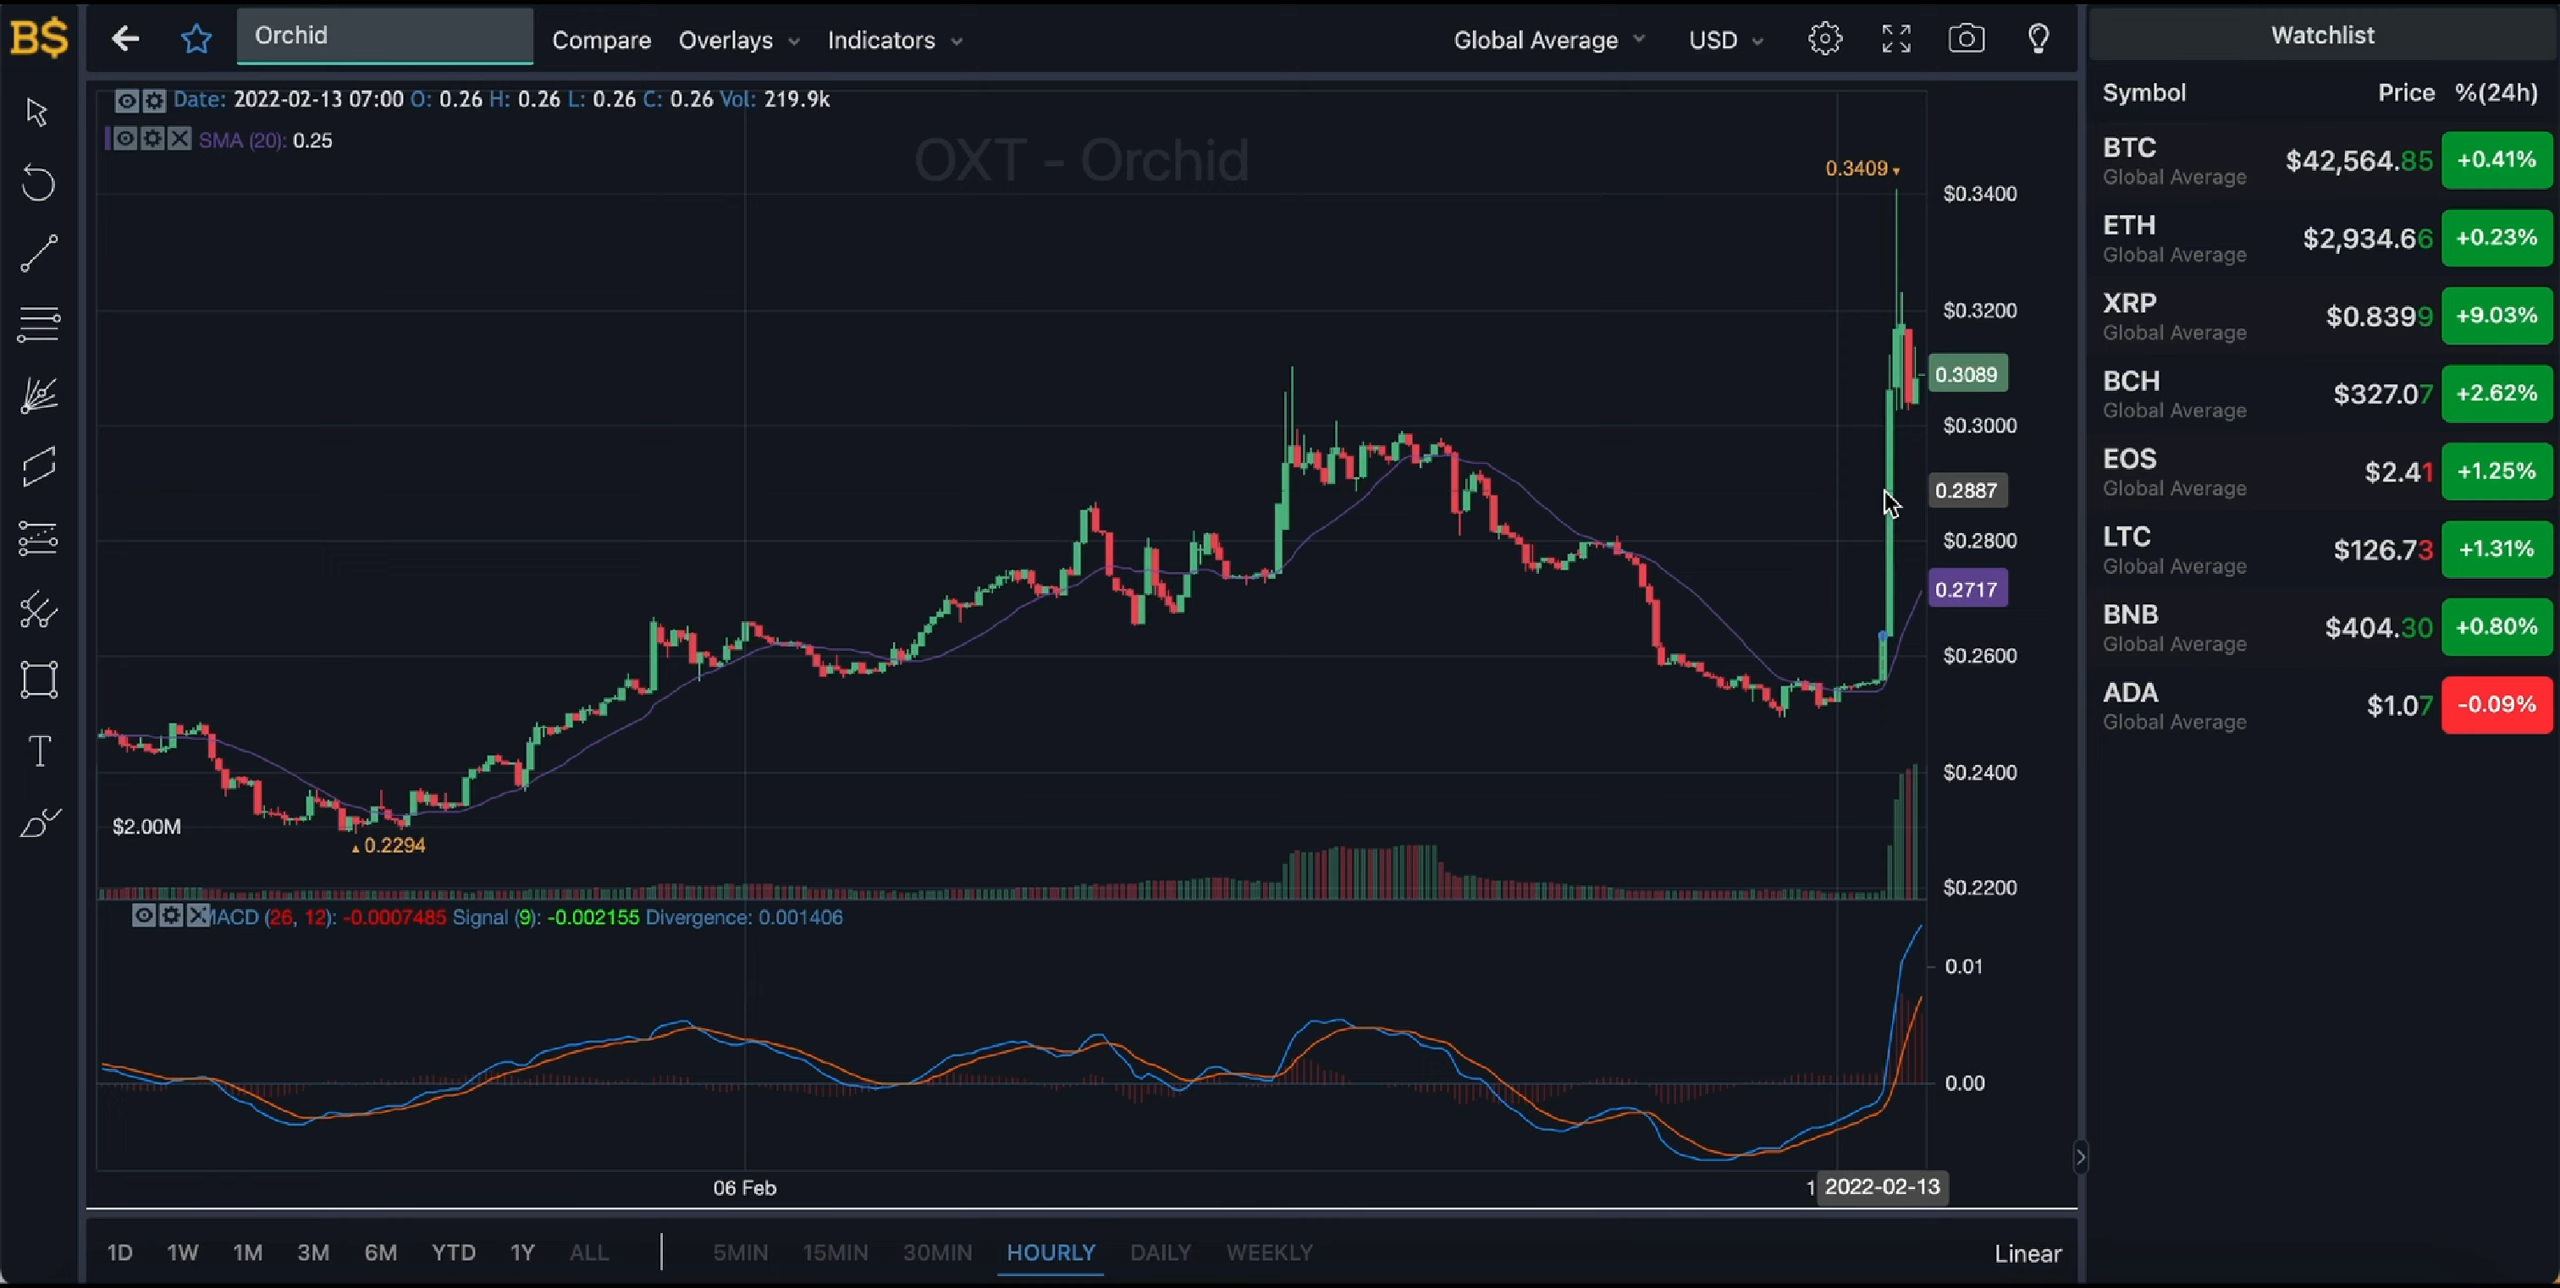 B$
Orchid
Compare Overlays Indicators
Global Average USD
Date: 2022-02-13 07:00 O: 0.26 H: 0.26 L: 0.26 C: 0.26 Vol: 219.9k
SMA (20): 0.25
OXT - Orchid
0.3409
$0.3400
$0.3200
0.3089
$0.3000
0.2887
$0.2800
0.2717
$0.2600
$0.2400
$2.00M
0.2294
$0.2200
MACD (26, 12): -0.0007485 Signal (9): -0.002155 Divergence: 0.001406
0.01
0.00
06 Feb
1 2022-02-13
1D 1W 1M 3M 6M YTD 1Y ALL 5MIN 15MIN 30MIN HOURLY DAILY WEEKLY Linear
Watchlist
Symbol Price %(24h)
BTC $42,564.85 +0.41%
Global Average
ETH $2,934.66 +0.23%
Global Average
XRP $0.8399 +9.03%
Global Average
BCH $327.07 +2.62%
Global Average
EOS $2.41 +1.25%
Global Average
LTC $126.73 +1.31%
Global Average
BNB $404.30 +0.80%
Global Average
ADA $1.07 -0.09%
Global Average